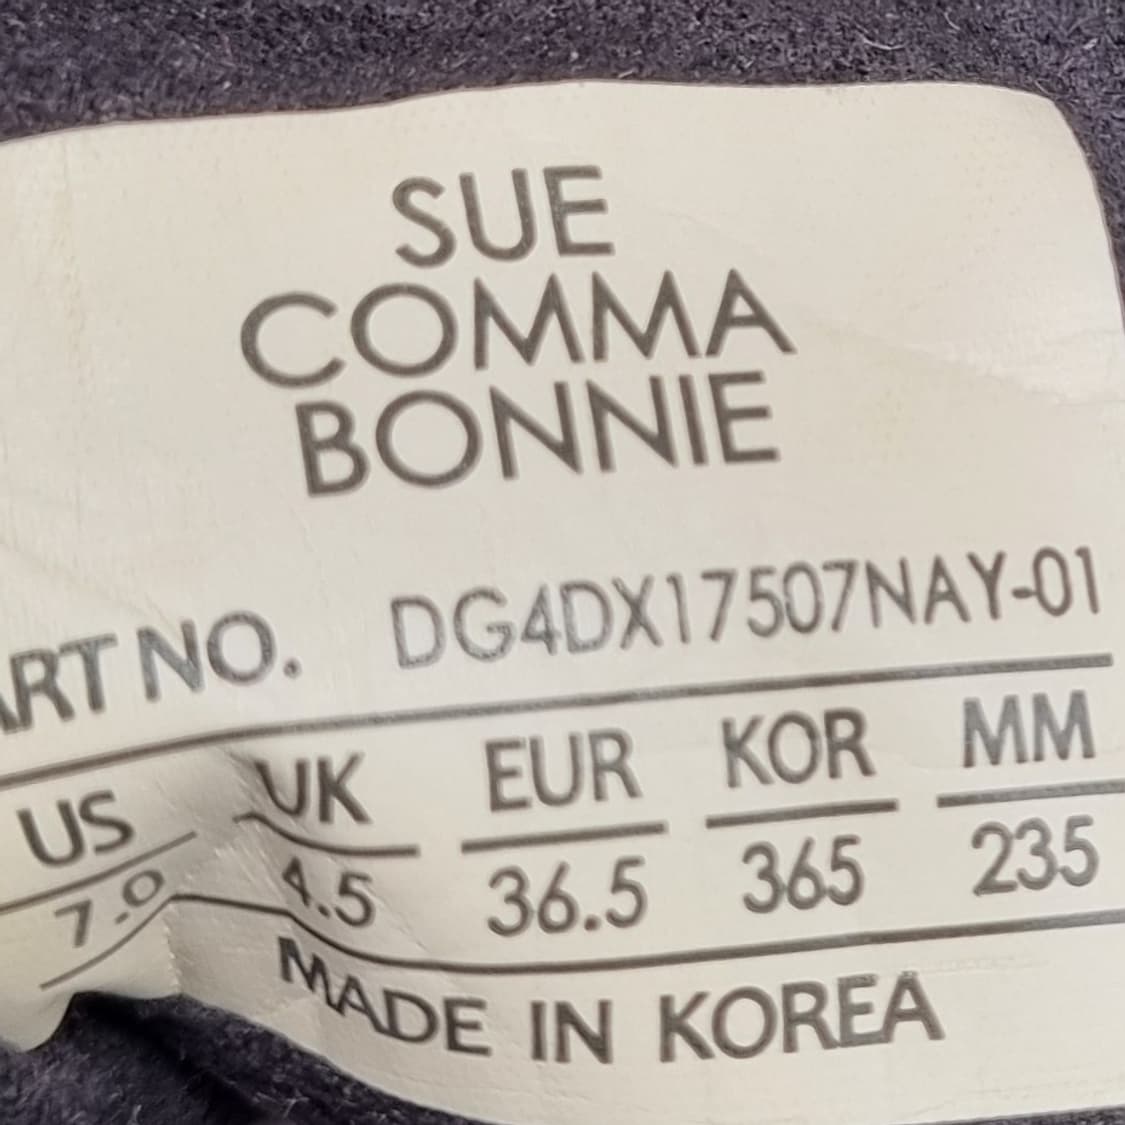 SUE
COMMA
BONNIE
ART NO. DG4DX17507NAY-01
US UK EUR KOR MM
7.0 4.5 36.5 365 235
MADE IN KOREA